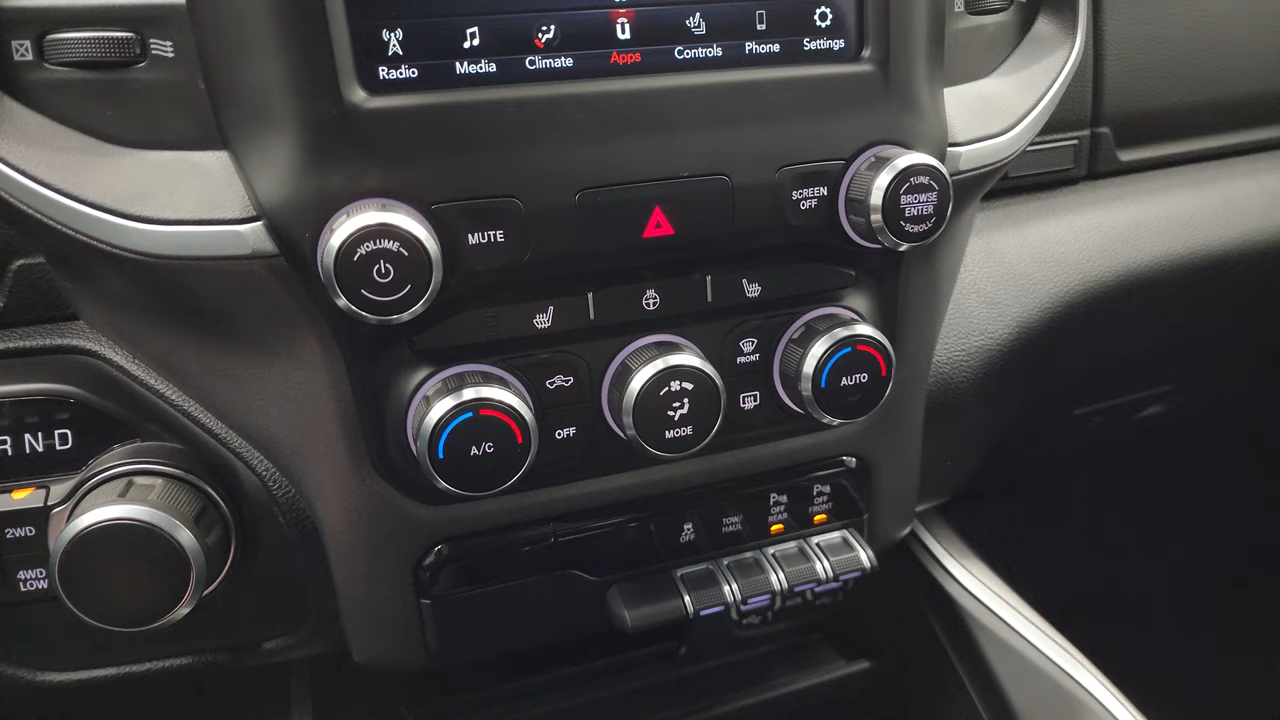 Radio
Media
Climate
Apps
Controls
Phone
Settings
VOLUME
MUTE
SCREEN
OFF
TUNE
BROWSE
ENTER
SCROLL
FRONT
A/C
OFF
MODE
AUTO
R N D
2WD
4WD
LOW
OFF
TOW/
HAUL
P
OFF
REAR
P
OFF
FRONT